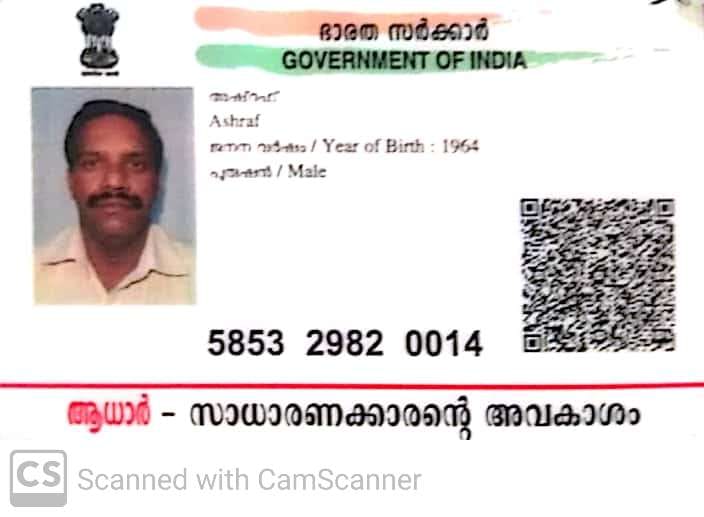 ഭാരത സർക്കാർ
GOVERNMENT OF INDIA
അഷ്റഫ്
Ashraf
ജനന വർഷം / Year of Birth : 1964
പുരുഷൻ / Male
5853 2982 0014
ആധാർ - സാധാരണക്കാരന്റെ അവകാശം
CS Scanned with CamScanner